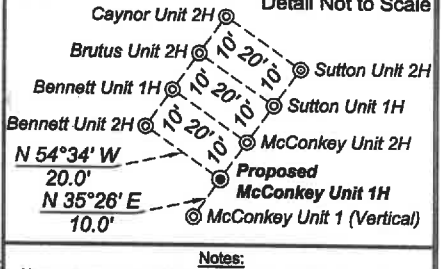 Detail Not to Scale
Caynor Unit 2H
Brutus Unit 2H
10' 20' 10' Sutton Unit 2H
Bennett Unit 1H
10' 20' 10' Sutton Unit 1H
Bennett Unit 2H
10' 20' 10' McConkey Unit 2H
N 54°34' W
20.0'
Proposed
McConkey Unit 1H
N 35°26' E
10.0'
McConkey Unit 1 (Vertical)
Notes: